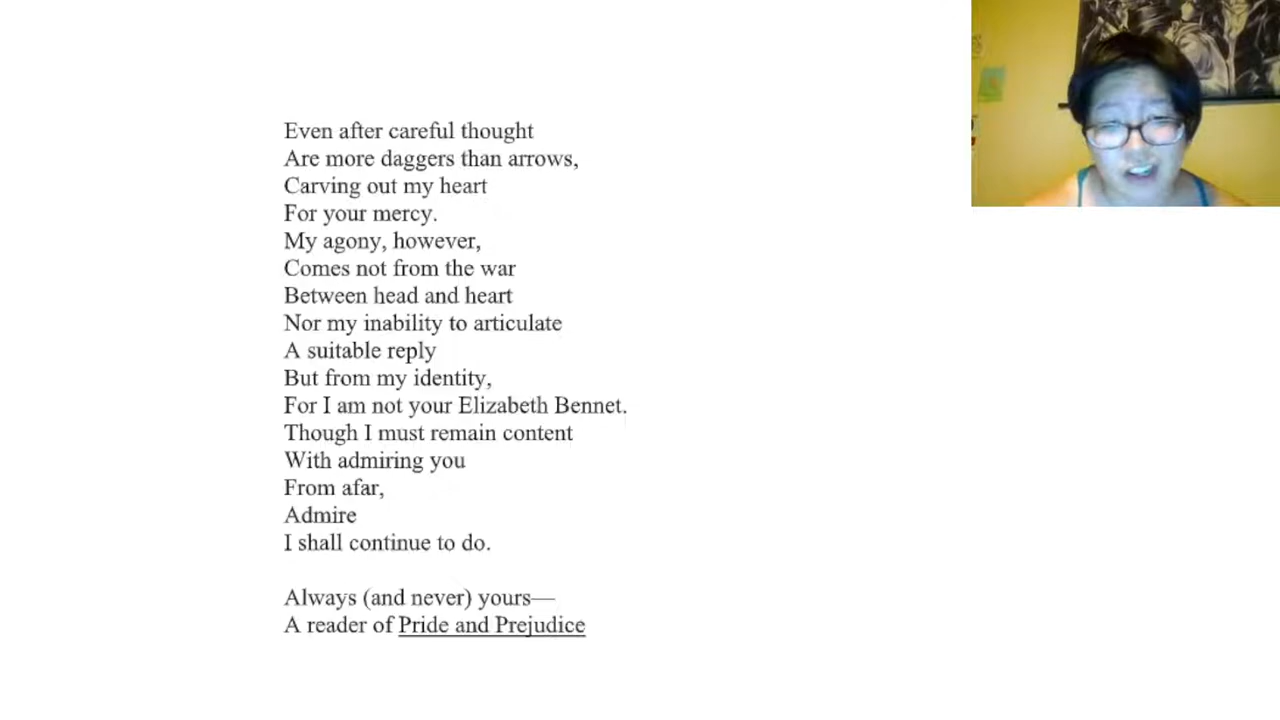 Even after careful thought
Are more daggers than arrows,
Carving out my heart
For your mercy.
My agony, however,
Comes not from the war
Between head and heart
Nor my inability to articulate
A suitable reply
But from my identity,
For I am not your Elizabeth Bennet.
Though I must remain content
With admiring you
From afar,
Admire
I shall continue to do.
Always (and never) yours—
A reader of Pride and Prejudice